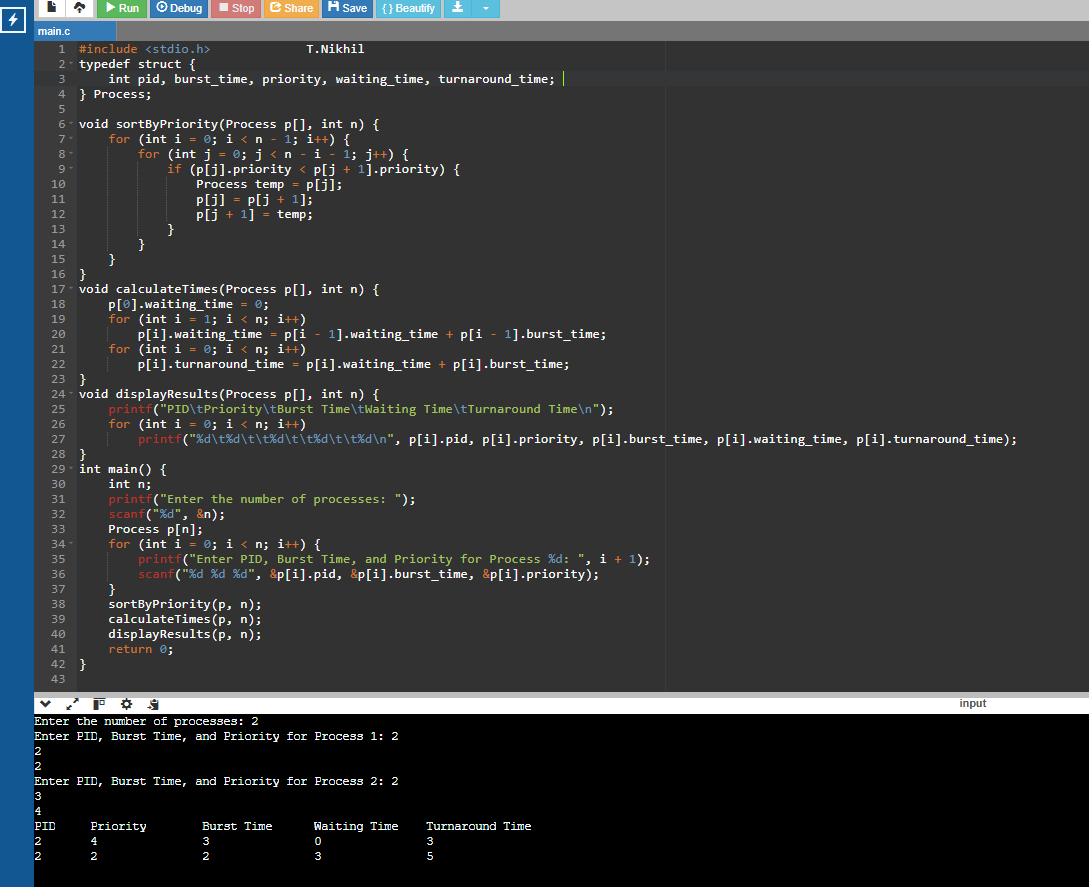 Run Debug Stop Share Save { } Beautify
main.c
1 #include <stdio.h> T.Nikhil
2 typedef struct {
3 int pid, burst_time, priority, waiting_time, turnaround_time;
4 } Process;
5
6 void sortByPriority(Process p[], int n) {
7 for (int i = 0; i < n - 1; i++) {
8 for (int j = 0; j < n - i - 1; j++) {
9 if (p[j].priority < p[j + 1].priority) {
10 Process temp = p[j];
11 p[j] = p[j + 1];
12 p[j + 1] = temp;
13 }
14 }
15 }
16 }
17 void calculateTimes(Process p[], int n) {
18 p[0].waiting_time = 0;
19 for (int i = 1; i < n; i++)
20 p[i].waiting_time = p[i - 1].waiting_time + p[i - 1].burst_time;
21 for (int i = 0; i < n; i++)
22 p[i].turnaround_time = p[i].waiting_time + p[i].burst_time;
23 }
24 void displayResults(Process p[], int n) {
25 printf("PID\tPriority\tBurst Time\tWaiting Time\tTurnaround Time\n");
26 for (int i = 0; i < n; i++)
27 printf("%d\t%d\t\t%d\t\t%d\t\t%d\n", p[i].pid, p[i].priority, p[i].burst_time, p[i].waiting_time, p[i].turnaround_time);
28 }
29 int main() {
30 int n;
31 printf("Enter the number of processes: ");
32 scanf("%d", &n);
33 Process p[n];
34 for (int i = 0; i < n; i++) {
35 printf("Enter PID, Burst Time, and Priority for Process %d: ", i + 1);
36 scanf("%d %d %d", &p[i].pid, &p[i].burst_time, &p[i].priority);
37 }
38 sortByPriority(p, n);
39 calculateTimes(p, n);
40 displayResults(p, n);
41 return 0;
42 }
43
input
Enter the number of processes: 2
Enter PID, Burst Time, and Priority for Process 1: 2
2
2
Enter PID, Burst Time, and Priority for Process 2: 2
3
4
PID Priority Burst Time Waiting Time Turnaround Time
2 4 3 0 3
2 2 2 3 5